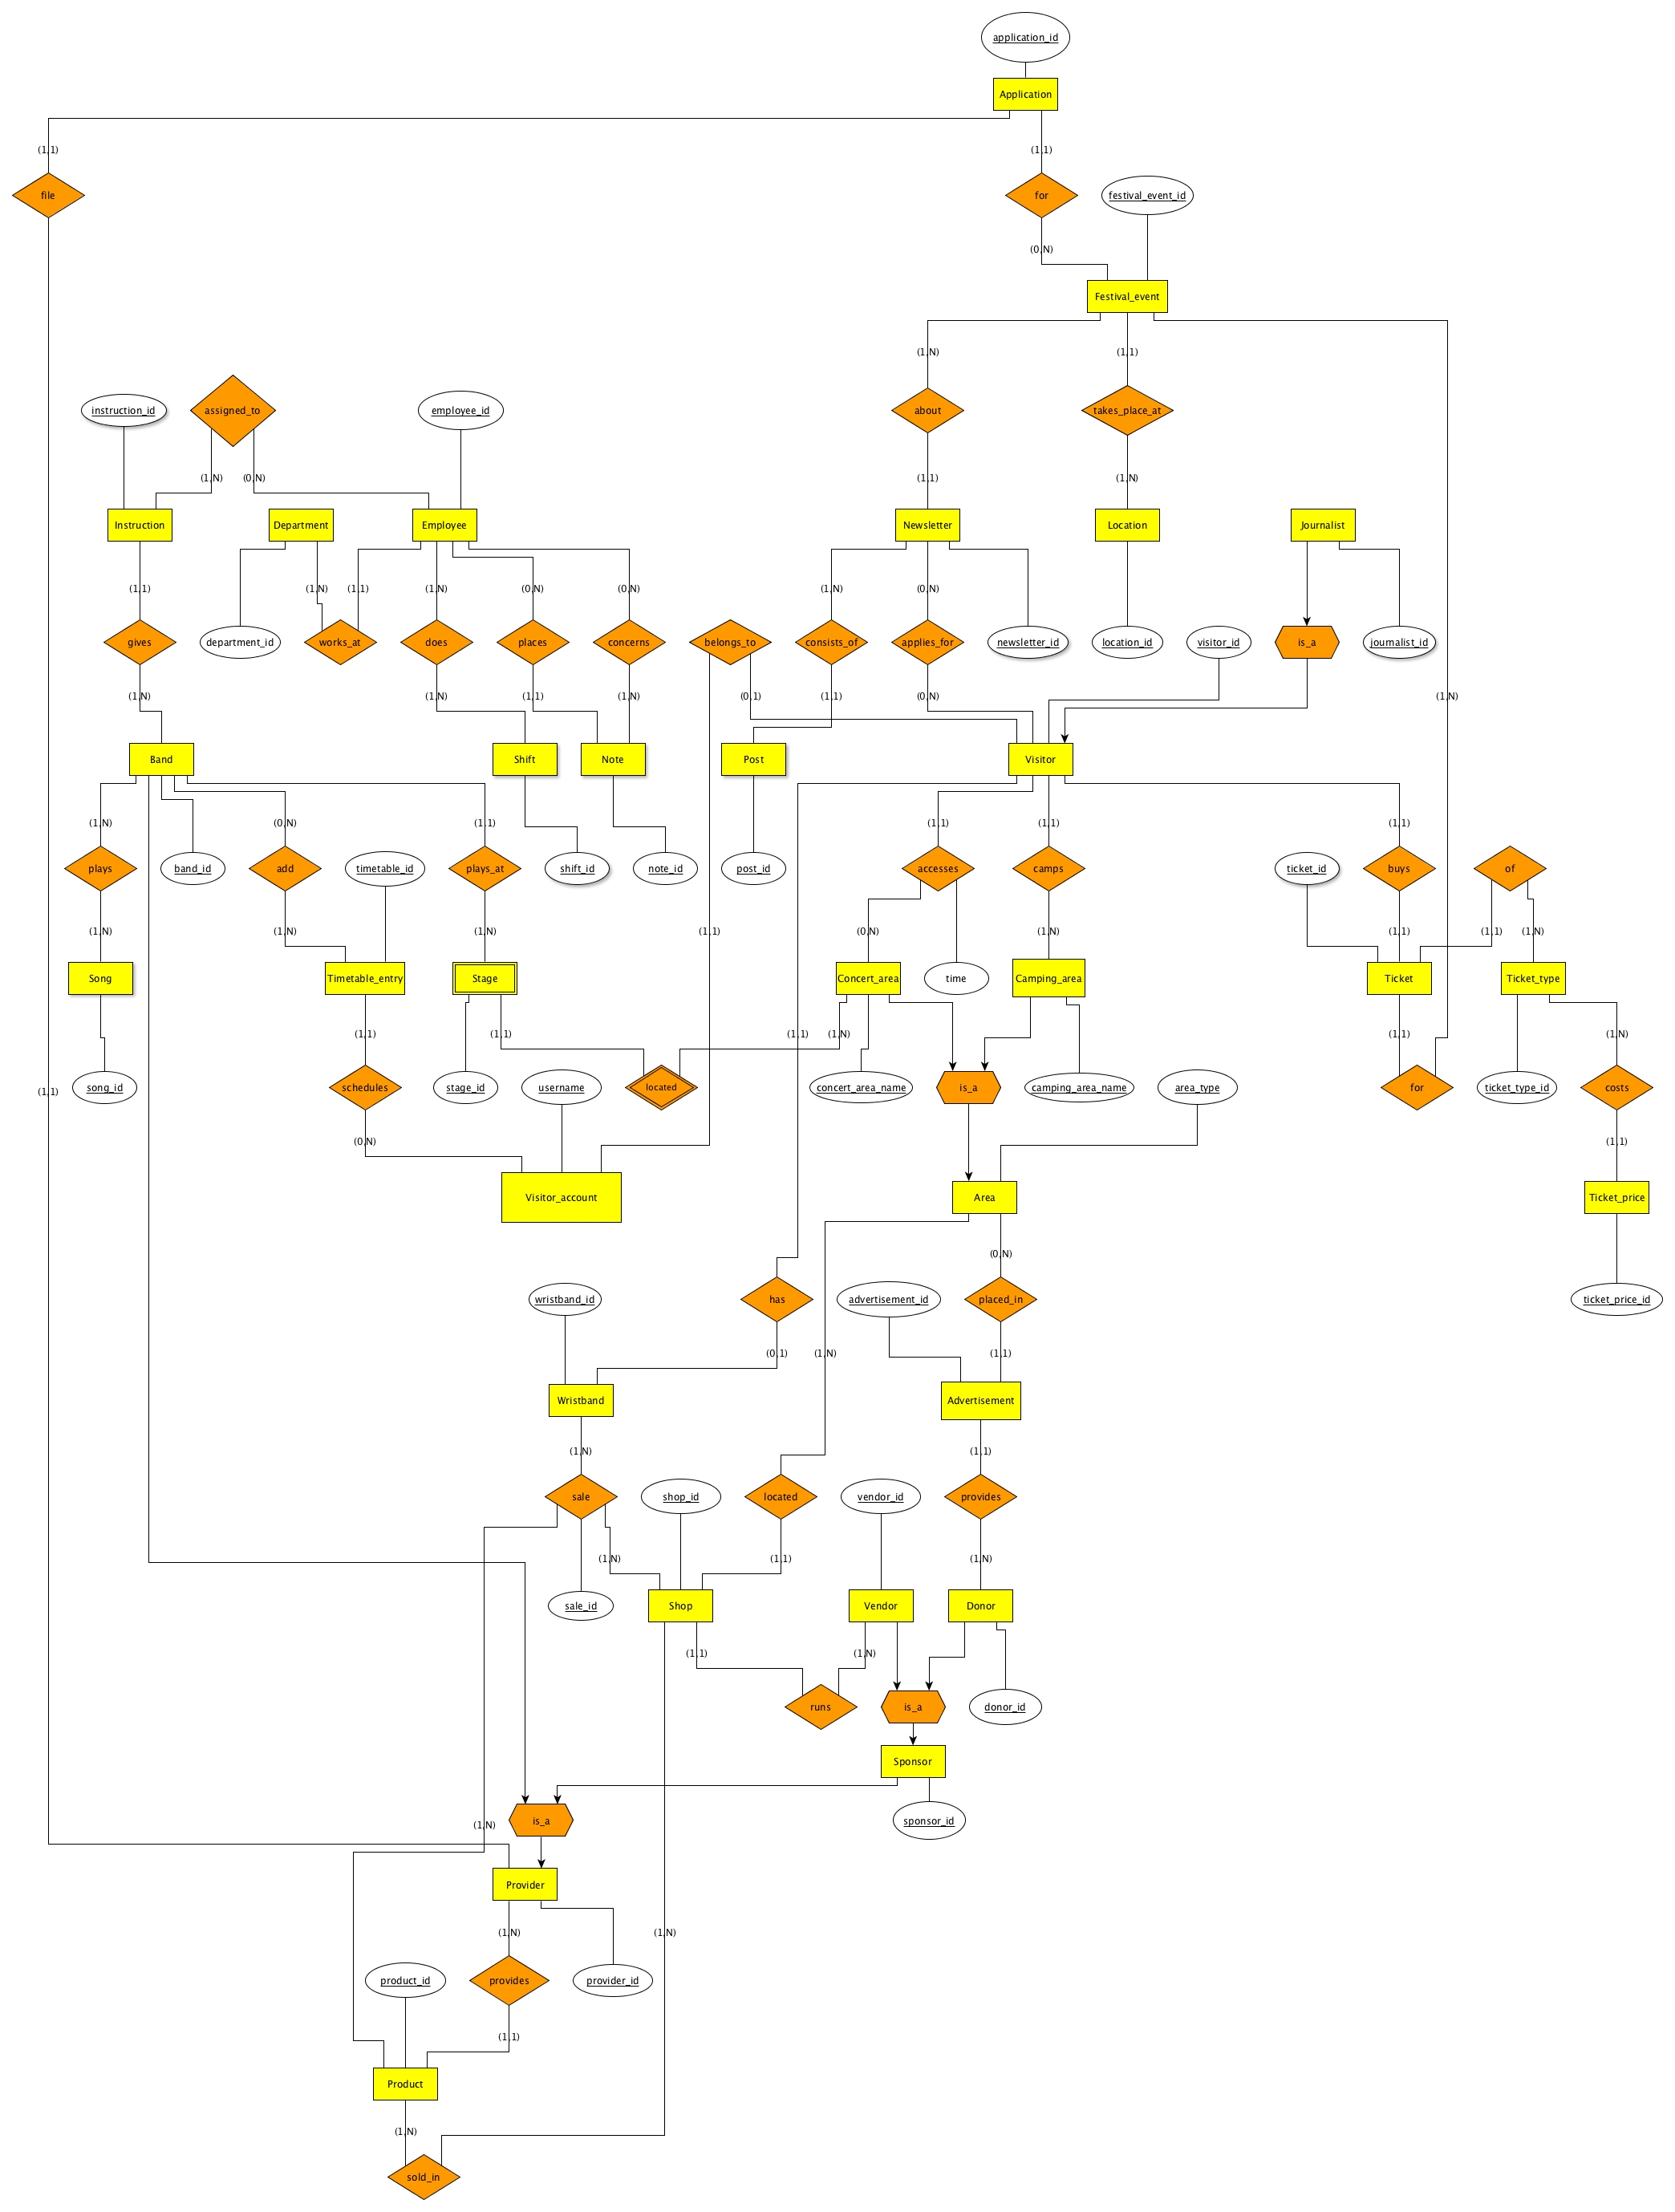 application_id
Application
(1,1)
(1,1)
file
for
festival_event_id
(0,N)
Festival_event
(1,N)
(1,1)
instruction_id
assigned_to
employee_id
about
takes_place_at
(1,N)
(0,N)
(1,1)
(1,N)
Instruction
Department
Employee
Newsletter
Location
Journalist
(1,1)
(1,N)
(1,1)
(1,N)
(0,N)
(0,N)
(1,N)
(0,N)
gives
department_id
works_at
does
places
concerns
belongs_to
consists_of
applies_for
newsletter_id
location_id
visitor_id
is_a
journalist_id
(1,N)
(1,N)
(1,1)
(1,N)
(0,1)
(1,1)
(0,N)
(1,N)
Band
Shift
Note
Post
Visitor
(1,N)
(0,N)
(1,1)
(1,1)
(1,1)
(1,1)
plays
band_id
add
timetable_id
plays_at
shift_id
note_id
post_id
accesses
camps
ticket_id
buys
of
(1,N)
(1,N)
(1,N)
(1,1)
(0,N)
(1,N)
(1,1)
(1,1)
(1,N)
Song
Timetable_entry
Stage
Concert_area
time
Camping_area
Ticket
Ticket_type
(1,1)
(1,1)
(1,1)
(1,N)
(1,1)
(1,N)
(1,1)
song_id
schedules
stage_id
username
located
concert_area_name
is_a
camping_area_name
area_type
for
ticket_type_id
costs
(0,N)
(1,1)
Visitor_account
Area
Ticket_price
(0,N)
wristband_id
has
advertisement_id
placed_in
ticket_price_id
(0,1)
(1,N)
(1,1)
Wristband
Advertisement
(1,N)
(1,1)
sale
shop_id
located
vendor_id
provides
(1,N)
(1,1)
(1,N)
sale_id
Shop
Vendor
Donor
(1,1)
(1,N)
runs
is_a
donor_id
Sponsor
is_a
sponsor_id
(1,N)
Provider
(1,N)
(1,N)
product_id
provides
provider_id
(1,1)
Product
(1,N)
sold_in